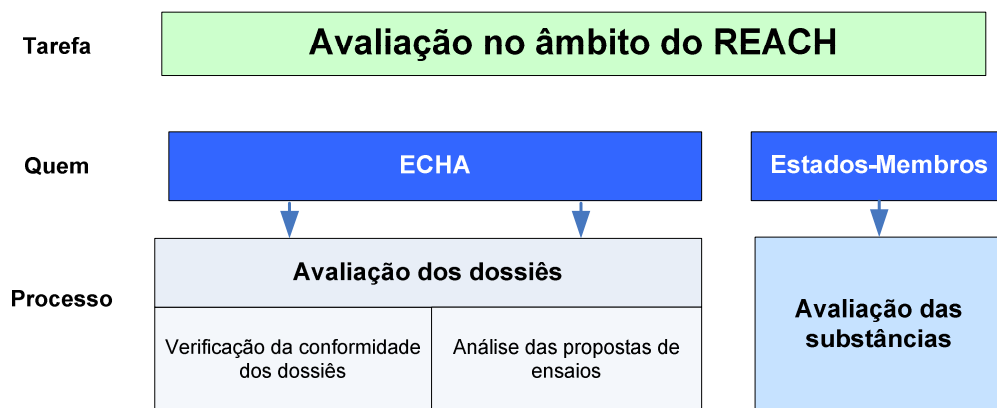 Tarefa
Avaliação no âmbito do REACH
Quem
ECHA
Estados-Membros
Processo
Avaliação dos dossiês
Verificação da conformidade
dos dossiês
Análise das propostas de
ensaios
Avaliação das
substâncias